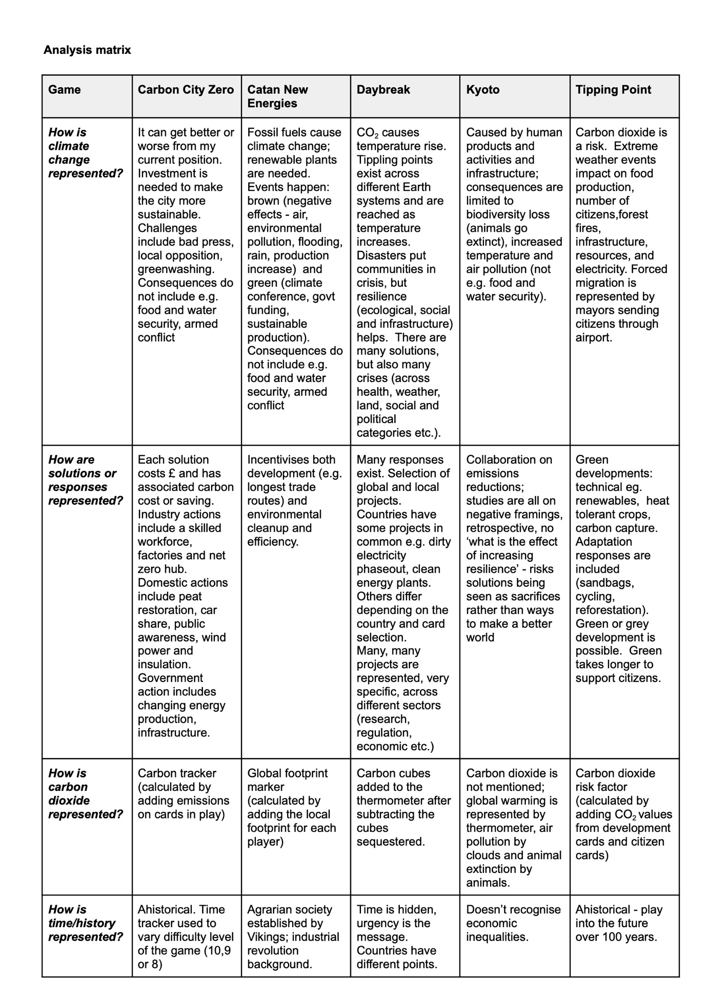 Analysis matrix
Game
Carbon City Zero
Catan New
Energies
Daybreak
Kyoto
Tipping Point
How is
climate
change
represented?
It can get better or
worse from my
current position.
Investment is
needed to make
the city more
sustainable.
Challenges
include bad press,
local opposition,
greenwashing.
Consequences do
not include e.g.
food and water
security, armed
conflict
Fossil fuels cause
climate change;
renewable plants
are needed.
Events happen:
brown (negative
effects - air,
environmental
pollution, flooding,
rain, production
increase)  and
green (climate
conference, govt
funding,
sustainable
production).
Consequences do
not include e.g.
food and water
security, armed
conflict
CO₂ causes
temperature rise.
Tippling points
exist across
different Earth
systems and are
reached as
temperature
increases.
Disasters put
communities in
crisis, but
resilience
(ecological, social
and infrastructure)
helps.  There are
many solutions,
but also many
crises (across
health, weather,
land, social and
political
categories etc.).
Caused by human
products and
activities and
infrastructure;
consequences are
limited to
biodiversity loss
(animals go
extinct), increased
temperature and
air pollution (not
e.g. food and
water security).
Carbon dioxide is
a risk.  Extreme
weather events
impact on food
production,
number of
citizens,forest
fires,
infrastructure,
resources, and
electricity. Forced
migration is
represented by
mayors sending
citizens through
airport.
How are
solutions or
responses
represented?
Each solution
costs £ and has
associated carbon
cost or saving.
Industry actions
include a skilled
workforce,
factories and net
zero hub.
Domestic actions
include peat
restoration, car
share, public
awareness, wind
power and
insulation.
Government
action includes
changing energy
production,
infrastructure.
Incentivises both
development (e.g.
longest trade
routes) and
environmental
cleanup and
efficiency.
Many responses
exist. Selection of
global and local
projects.
Countries have
some projects in
common e.g. dirty
electricity
phaseout, clean
energy plants.
Others differ
depending on the
country and card
selection.
Many, many
projects are
represented, very
specific, across
different sectors
(research,
regulation,
economic etc.)
Collaboration on
emissions
reductions;
studies are all on
negative framings,
retrospective, no
‘what is the effect
of increasing
resilience’ - risks
solutions being
seen as sacrifices
rather than ways
to make a better
world
Green
developments:
technical eg.
renewables,  heat
tolerant crops,
carbon capture.
Adaptation
responses are
included
(sandbags,
cycling,
reforestation).
Green or grey
development is
possible.  Green
takes longer to
support citizens.
How is
carbon
dioxide
represented?
Carbon tracker
(calculated by
adding emissions
on cards in play)
Global footprint
marker
(calculated by
adding the local
footprint for each
player)
Carbon cubes
added to the
thermometer after
subtracting the
cubes
sequestered.
Carbon dioxide is
not mentioned;
global warming is
represented by
thermometer, air
pollution by
clouds and animal
extinction by
animals.
Carbon dioxide
risk factor
(calculated by
adding CO₂ values
from development
cards and citizen
cards)
How is
time/history
represented?
Ahistorical. Time
tracker used to
vary difficulty level
of the game (10,9
or 8)
Agrarian society
established by
Vikings; industrial
revolution
background.
Time is hidden,
urgency is the
message.
Countries have
different points.
Doesn’t recognise
economic
inequalities.
Ahistorical - play
into the future
over 100 years.